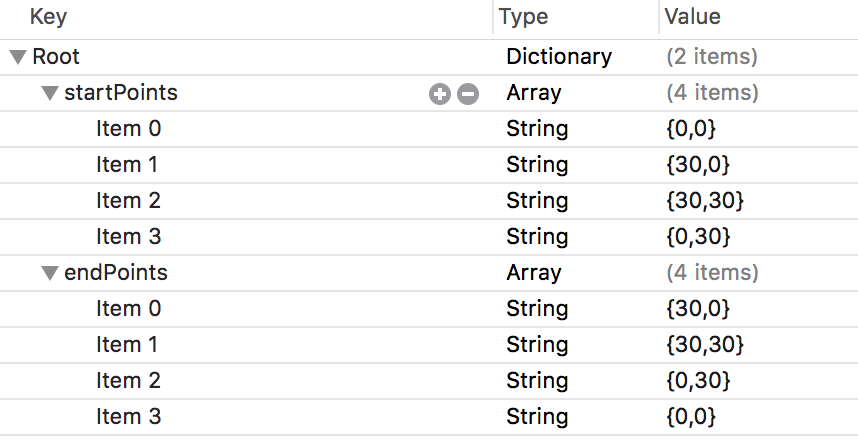 Key Type Value
Root Dictionary (2 items)
startPoints Array (4 items)
Item 0 String {0,0}
Item 1 String {30,0}
Item 2 String {30,30}
Item 3 String {0,30}
endPoints Array (4 items)
Item 0 String {30,0}
Item 1 String {30,30}
Item 2 String {0,30}
Item 3 String {0,0}